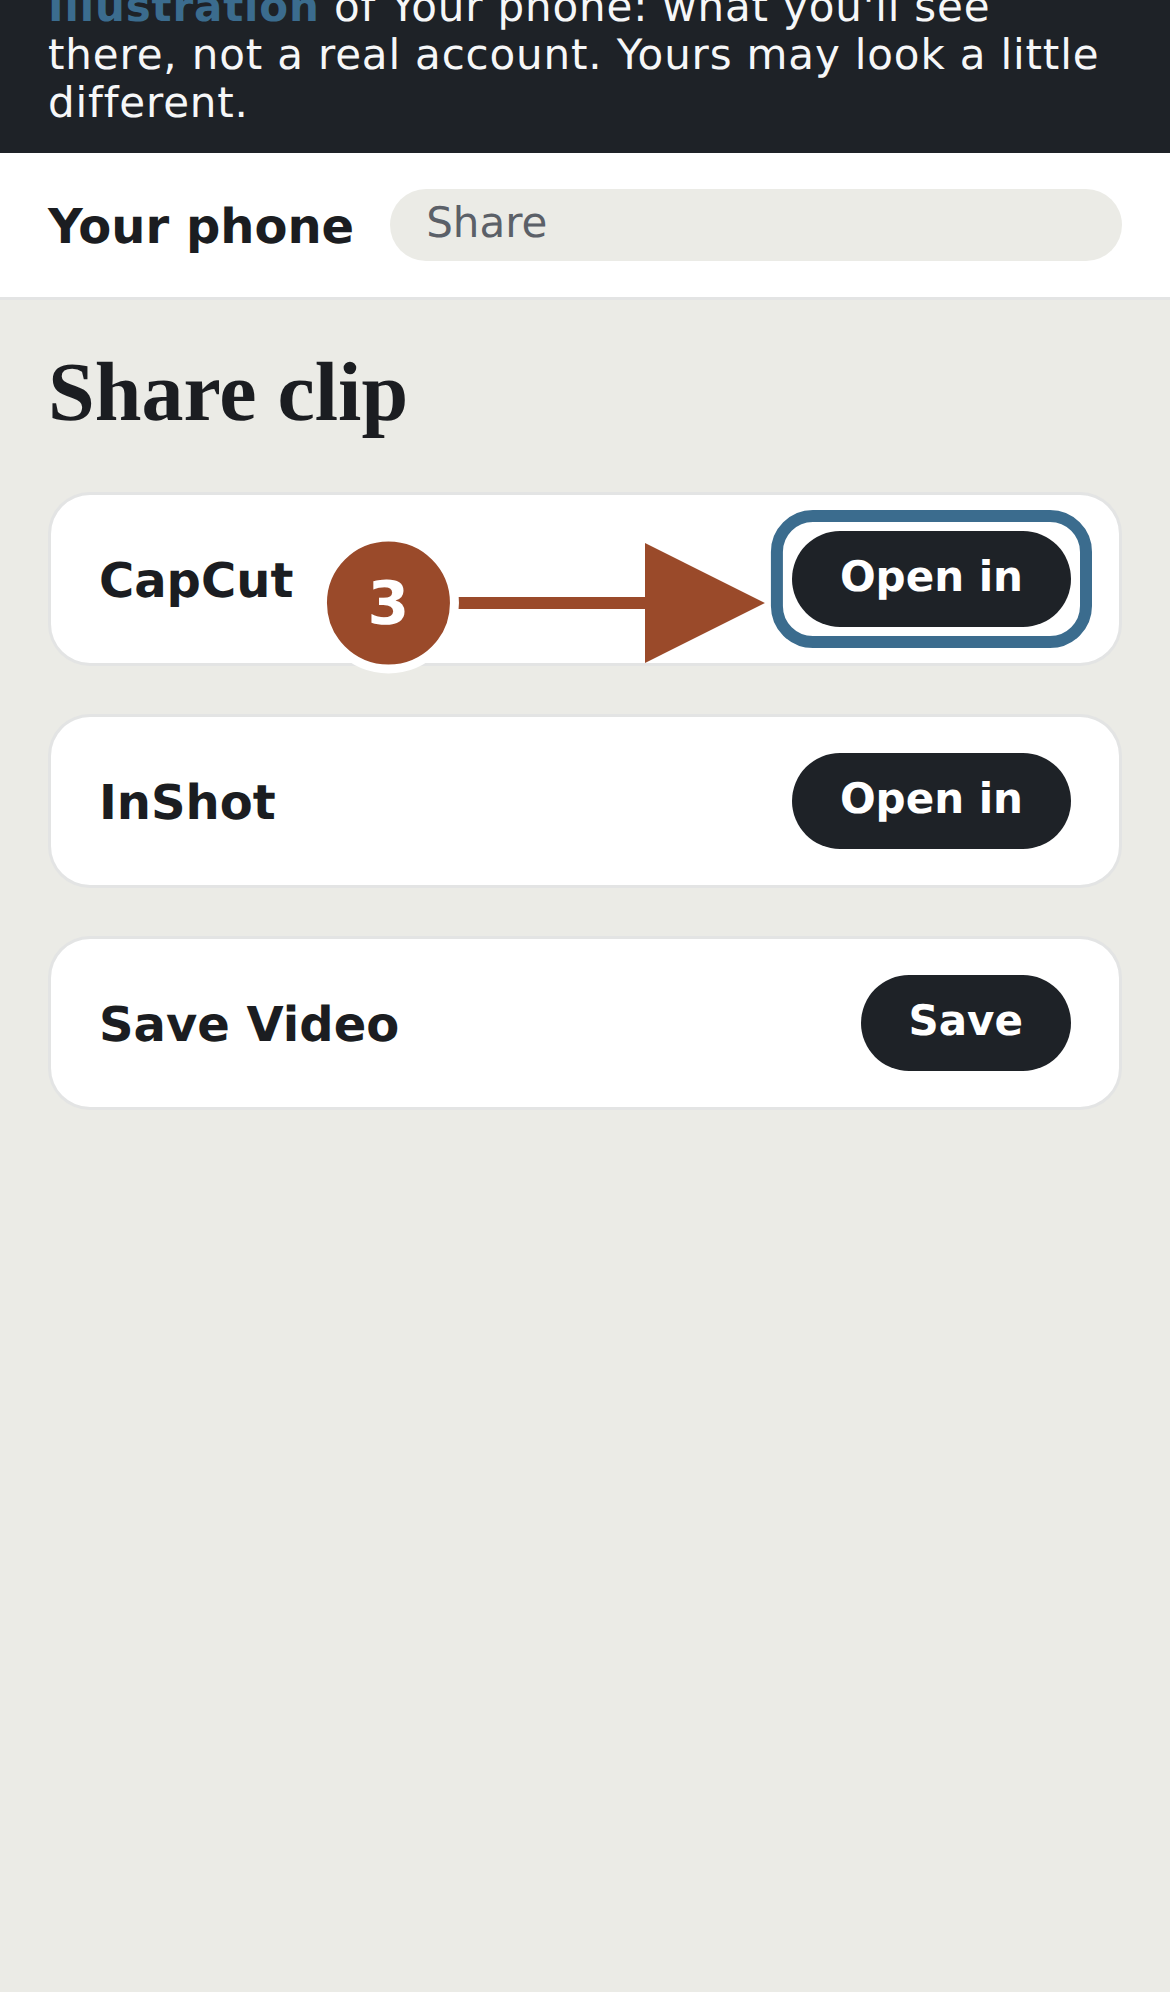 Illustration of Your phone: what you'll see
there, not a real account. Yours may look a little
different.
Your phone
Share
Share clip
CapCut
3
Open in
InShot
Open in
Save Video
Save